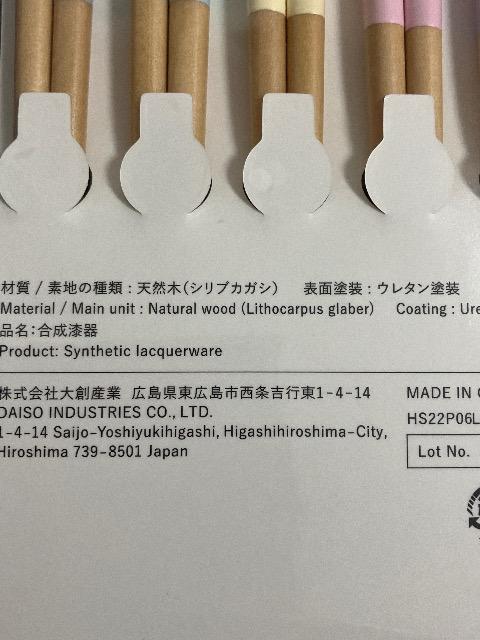 材質 / 素地の種類 : 天然木（シリブカガシ）　表面塗装 : ウレタン塗装
Material / Main unit : Natural wood (Lithocarpus glaber)　Coating : Ure
品名 : 合成漆器
Product: Synthetic lacquerware
株式会社大創産業　広島県東広島市西条吉行東1-4-14
DAISO INDUSTRIES CO., LTD.
1-4-14 Saijo-Yoshiyukihigashi, Higashihiroshima-City,
Hiroshima 739-8501 Japan
MADE IN
HS22P06L
Lot No.